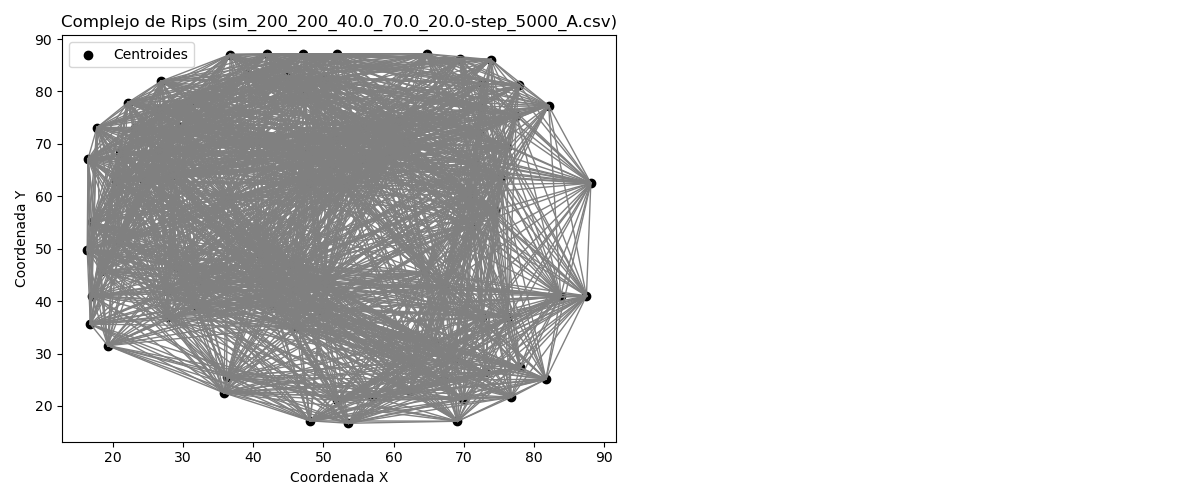 Complejo de Rips (sim_200_200_40.0_70.0_20.0-step_5000_A.csv)
Centroides
90
80
70
60
50
40
30
20
Coordenada Y
20 30 40 50 60 70 80 90
Coordenada X